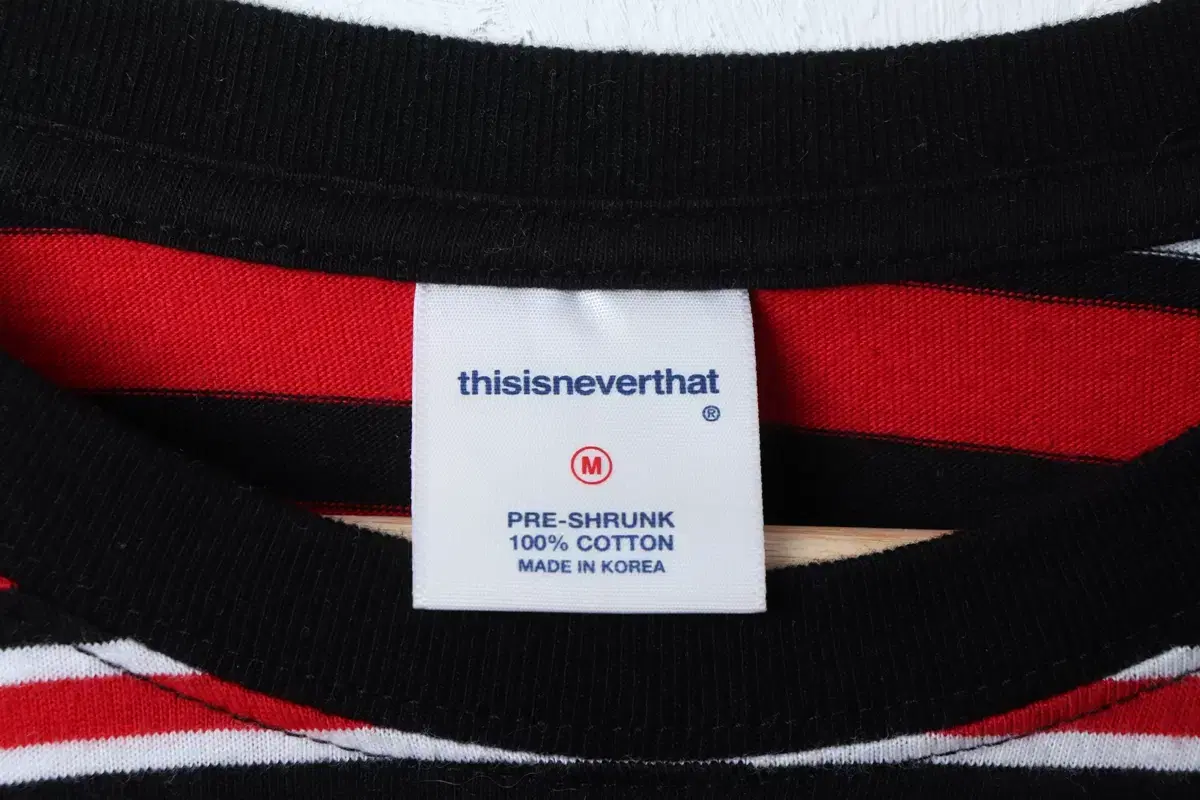 thisisneverthat
®
M
PRE-SHRUNK
100% COTTON
MADE IN KOREA